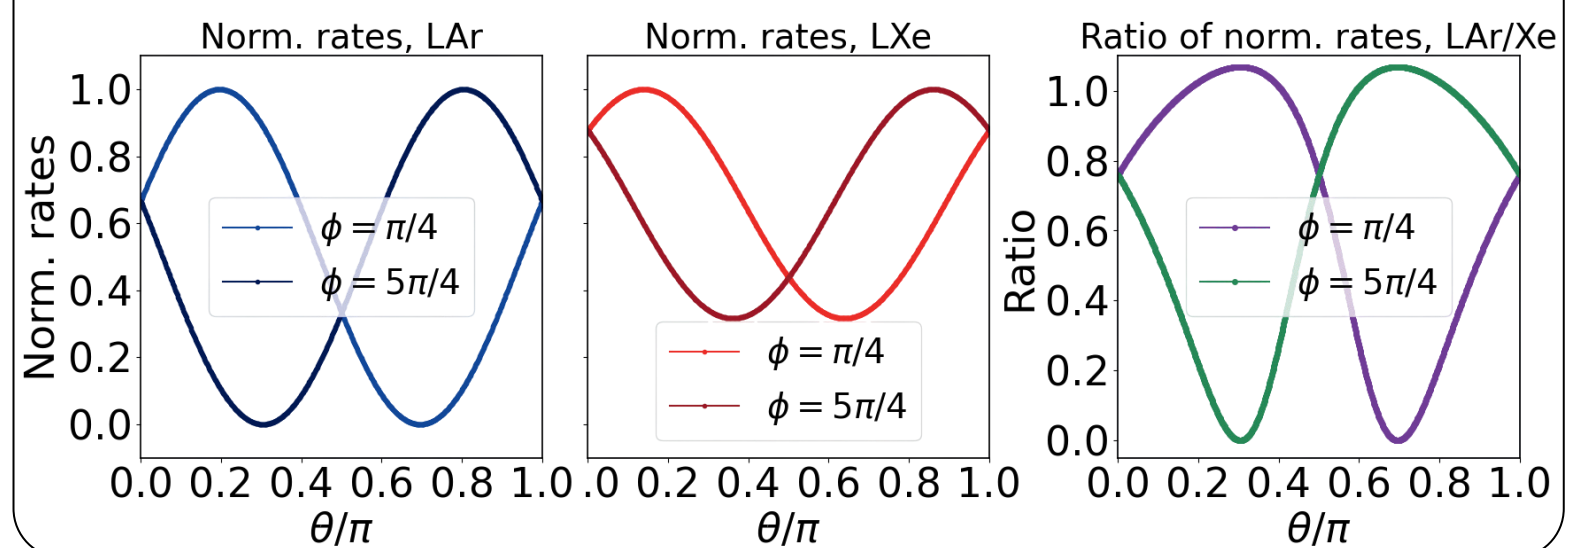 Norm. rates, LAr
Norm. rates
1.0
0.8
0.6
0.4
0.2
0.0
ϕ = π/4
ϕ = 5π/4
0.0 0.2 0.4 0.6 0.8 1.0
θ/π
Norm. rates, LXe
ϕ = π/4
ϕ = 5π/4
.0 0.2 0.4 0.6 0.8 1.0
θ/π
Ratio of norm. rates, LAr/Xe
Ratio
1.0
0.8
0.6
0.4
0.2
0.0
ϕ = π/4
ϕ = 5π/4
0.0 0.2 0.4 0.6 0.8 1.0
θ/π